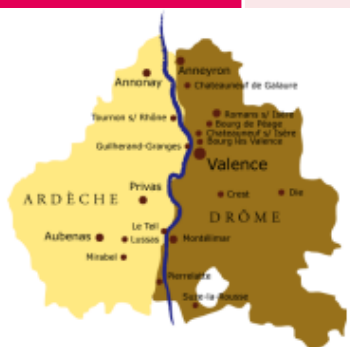 Anneyron
Annonay
Chateauneuf de Galaure
Romans s/ Isère
Tournon s/ Rhône
Bourg de Péage
Chateauneuf s/ Isère
Bourg lès Valence
Guilherand-Granges
Valence
Privas
Crest
Die
ARDÈCHE
DRÔME
Le Teil
Aubenas
Lussas
Montélimar
Mirabel
Pierrelatte
Suze-la-Rousse